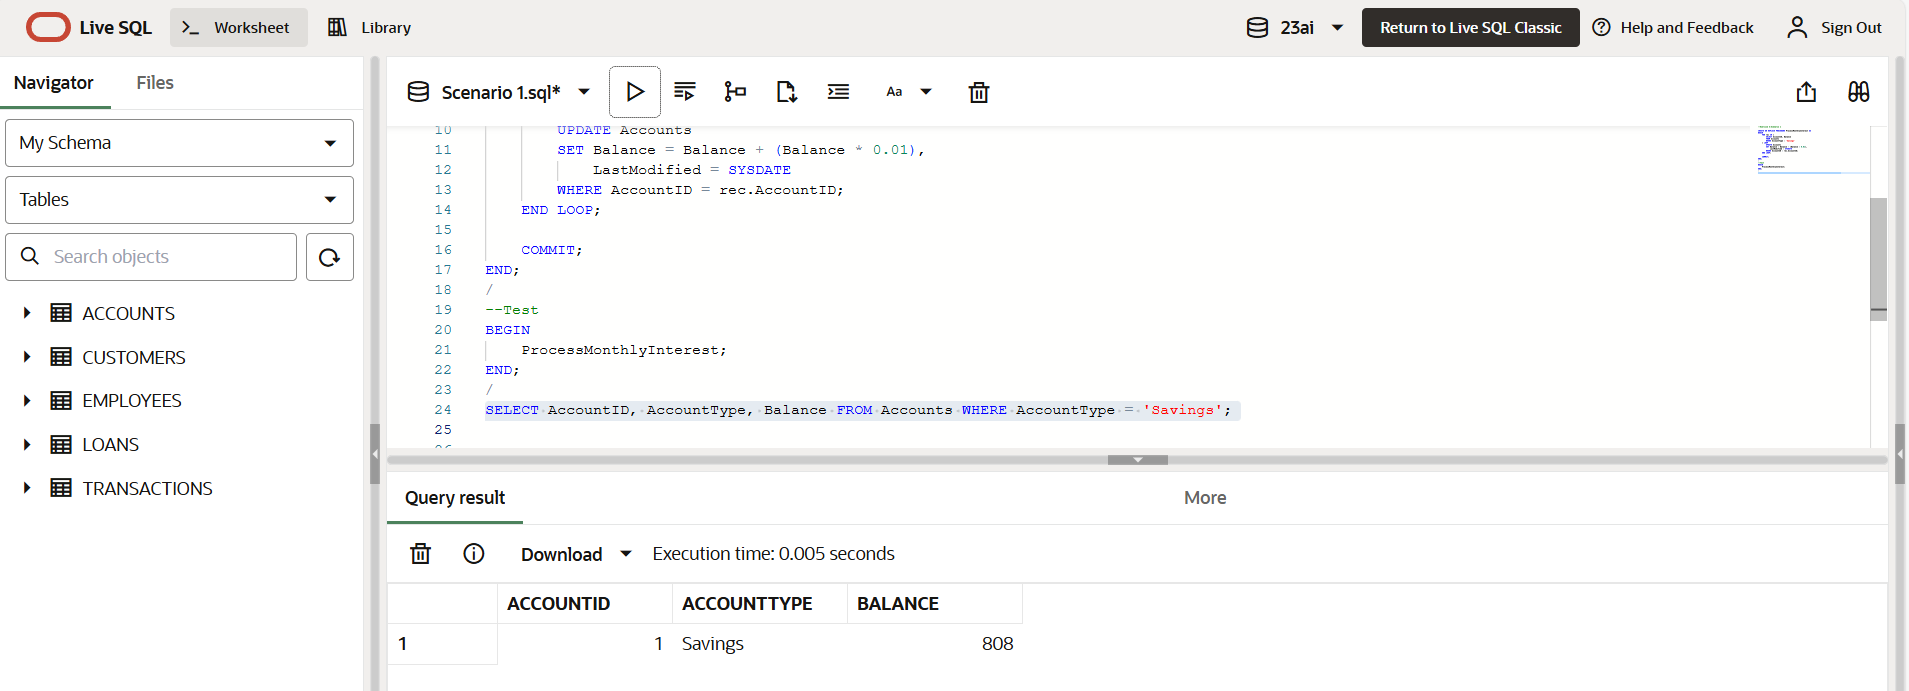 Live SQL
Worksheet
Library
23ai
Return to Live SQL Classic
Help and Feedback
Sign Out
Navigator
Files
My Schema
Tables
Search objects
ACCOUNTS
CUSTOMERS
EMPLOYEES
LOANS
TRANSACTIONS
Scenario 1.sql*
Aa
10 UPDATE Accounts
11 SET Balance = Balance + (Balance * 0.01),
12 LastModified = SYSDATE
13 WHERE AccountID = rec.AccountID;
14 END LOOP;
15
16 COMMIT;
17 END;
18 /
19 --Test
20 BEGIN
21 ProcessMonthlyInterest;
22 END;
23 /
24 SELECT AccountID, AccountType, Balance FROM Accounts WHERE AccountType = 'Savings';
25
Query result
More
Download
Execution time: 0.005 seconds
ACCOUNTID ACCOUNTTYPE BALANCE
1 1 Savings 808